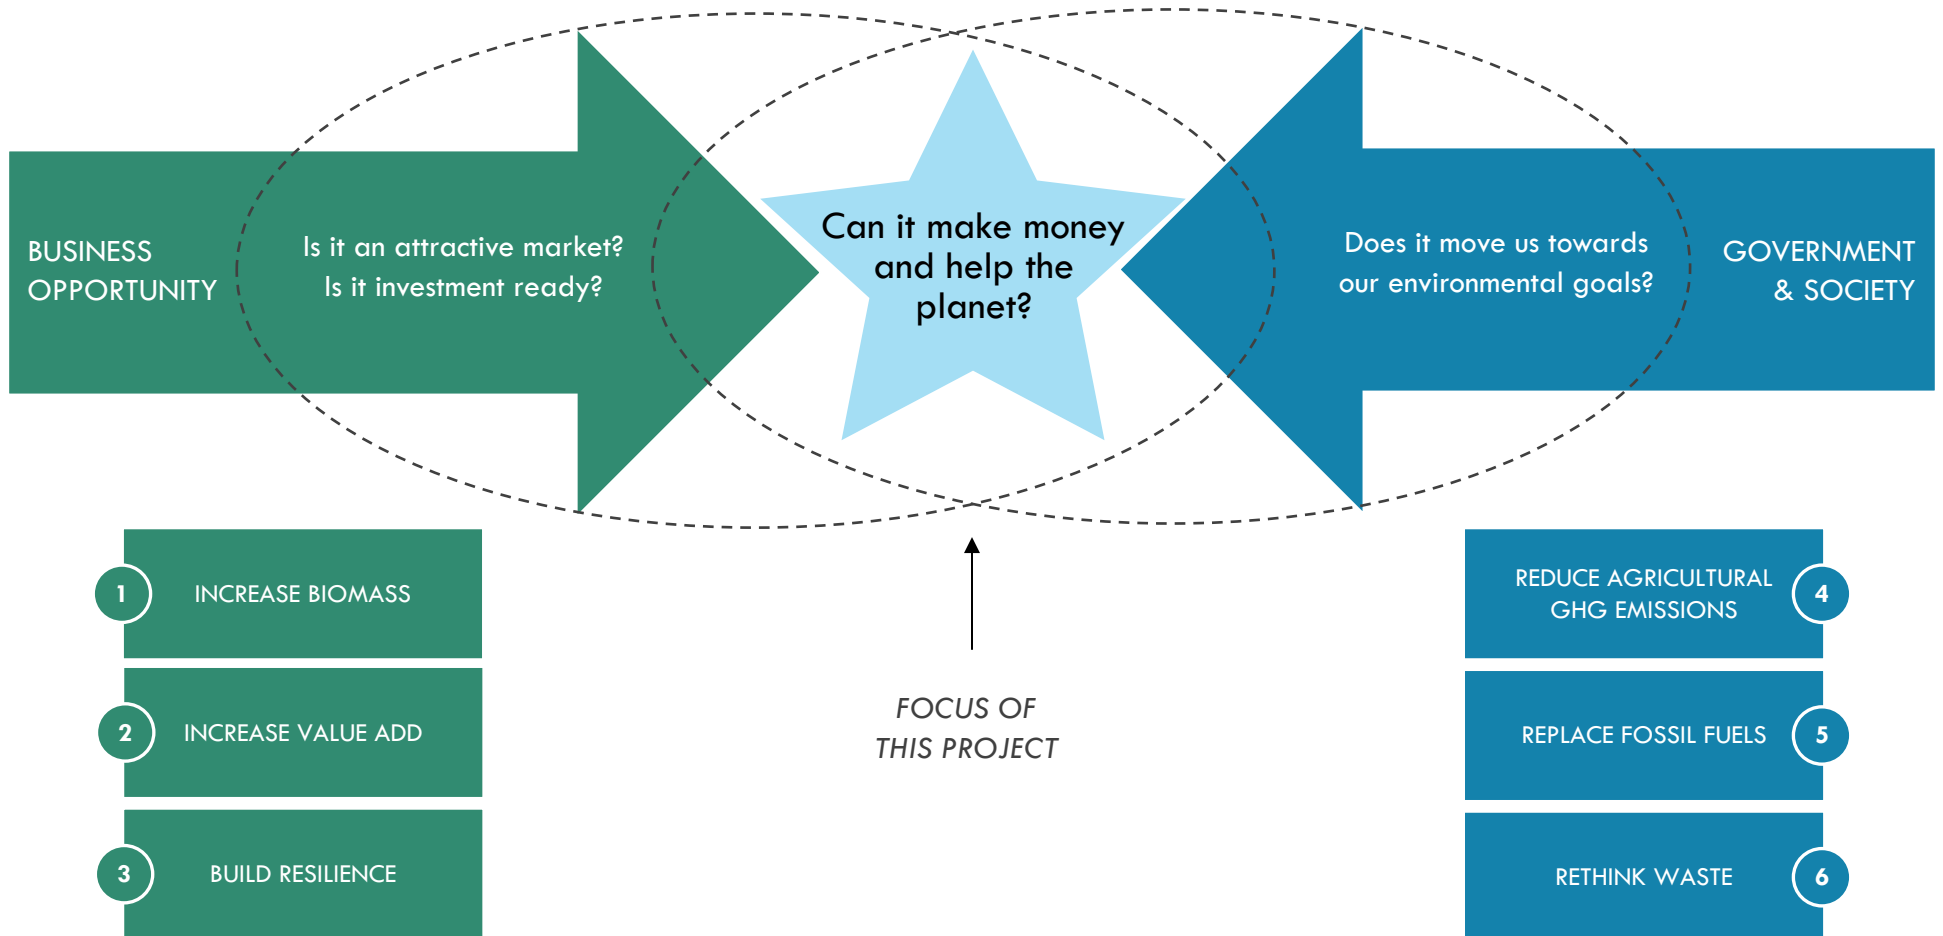 BUSINESS
OPPORTUNITY
Is it an attractive market?
Is it investment ready?
Can it make money
and help the
planet?
Does it move us towards
our environmental goals?
GOVERNMENT
& SOCIETY
1
INCREASE BIOMASS
2
INCREASE VALUE ADD
3
BUILD RESILIENCE
FOCUS OF
THIS PROJECT
REDUCE AGRICULTURAL
GHG EMISSIONS
4
REPLACE FOSSIL FUELS
5
RETHINK WASTE
6